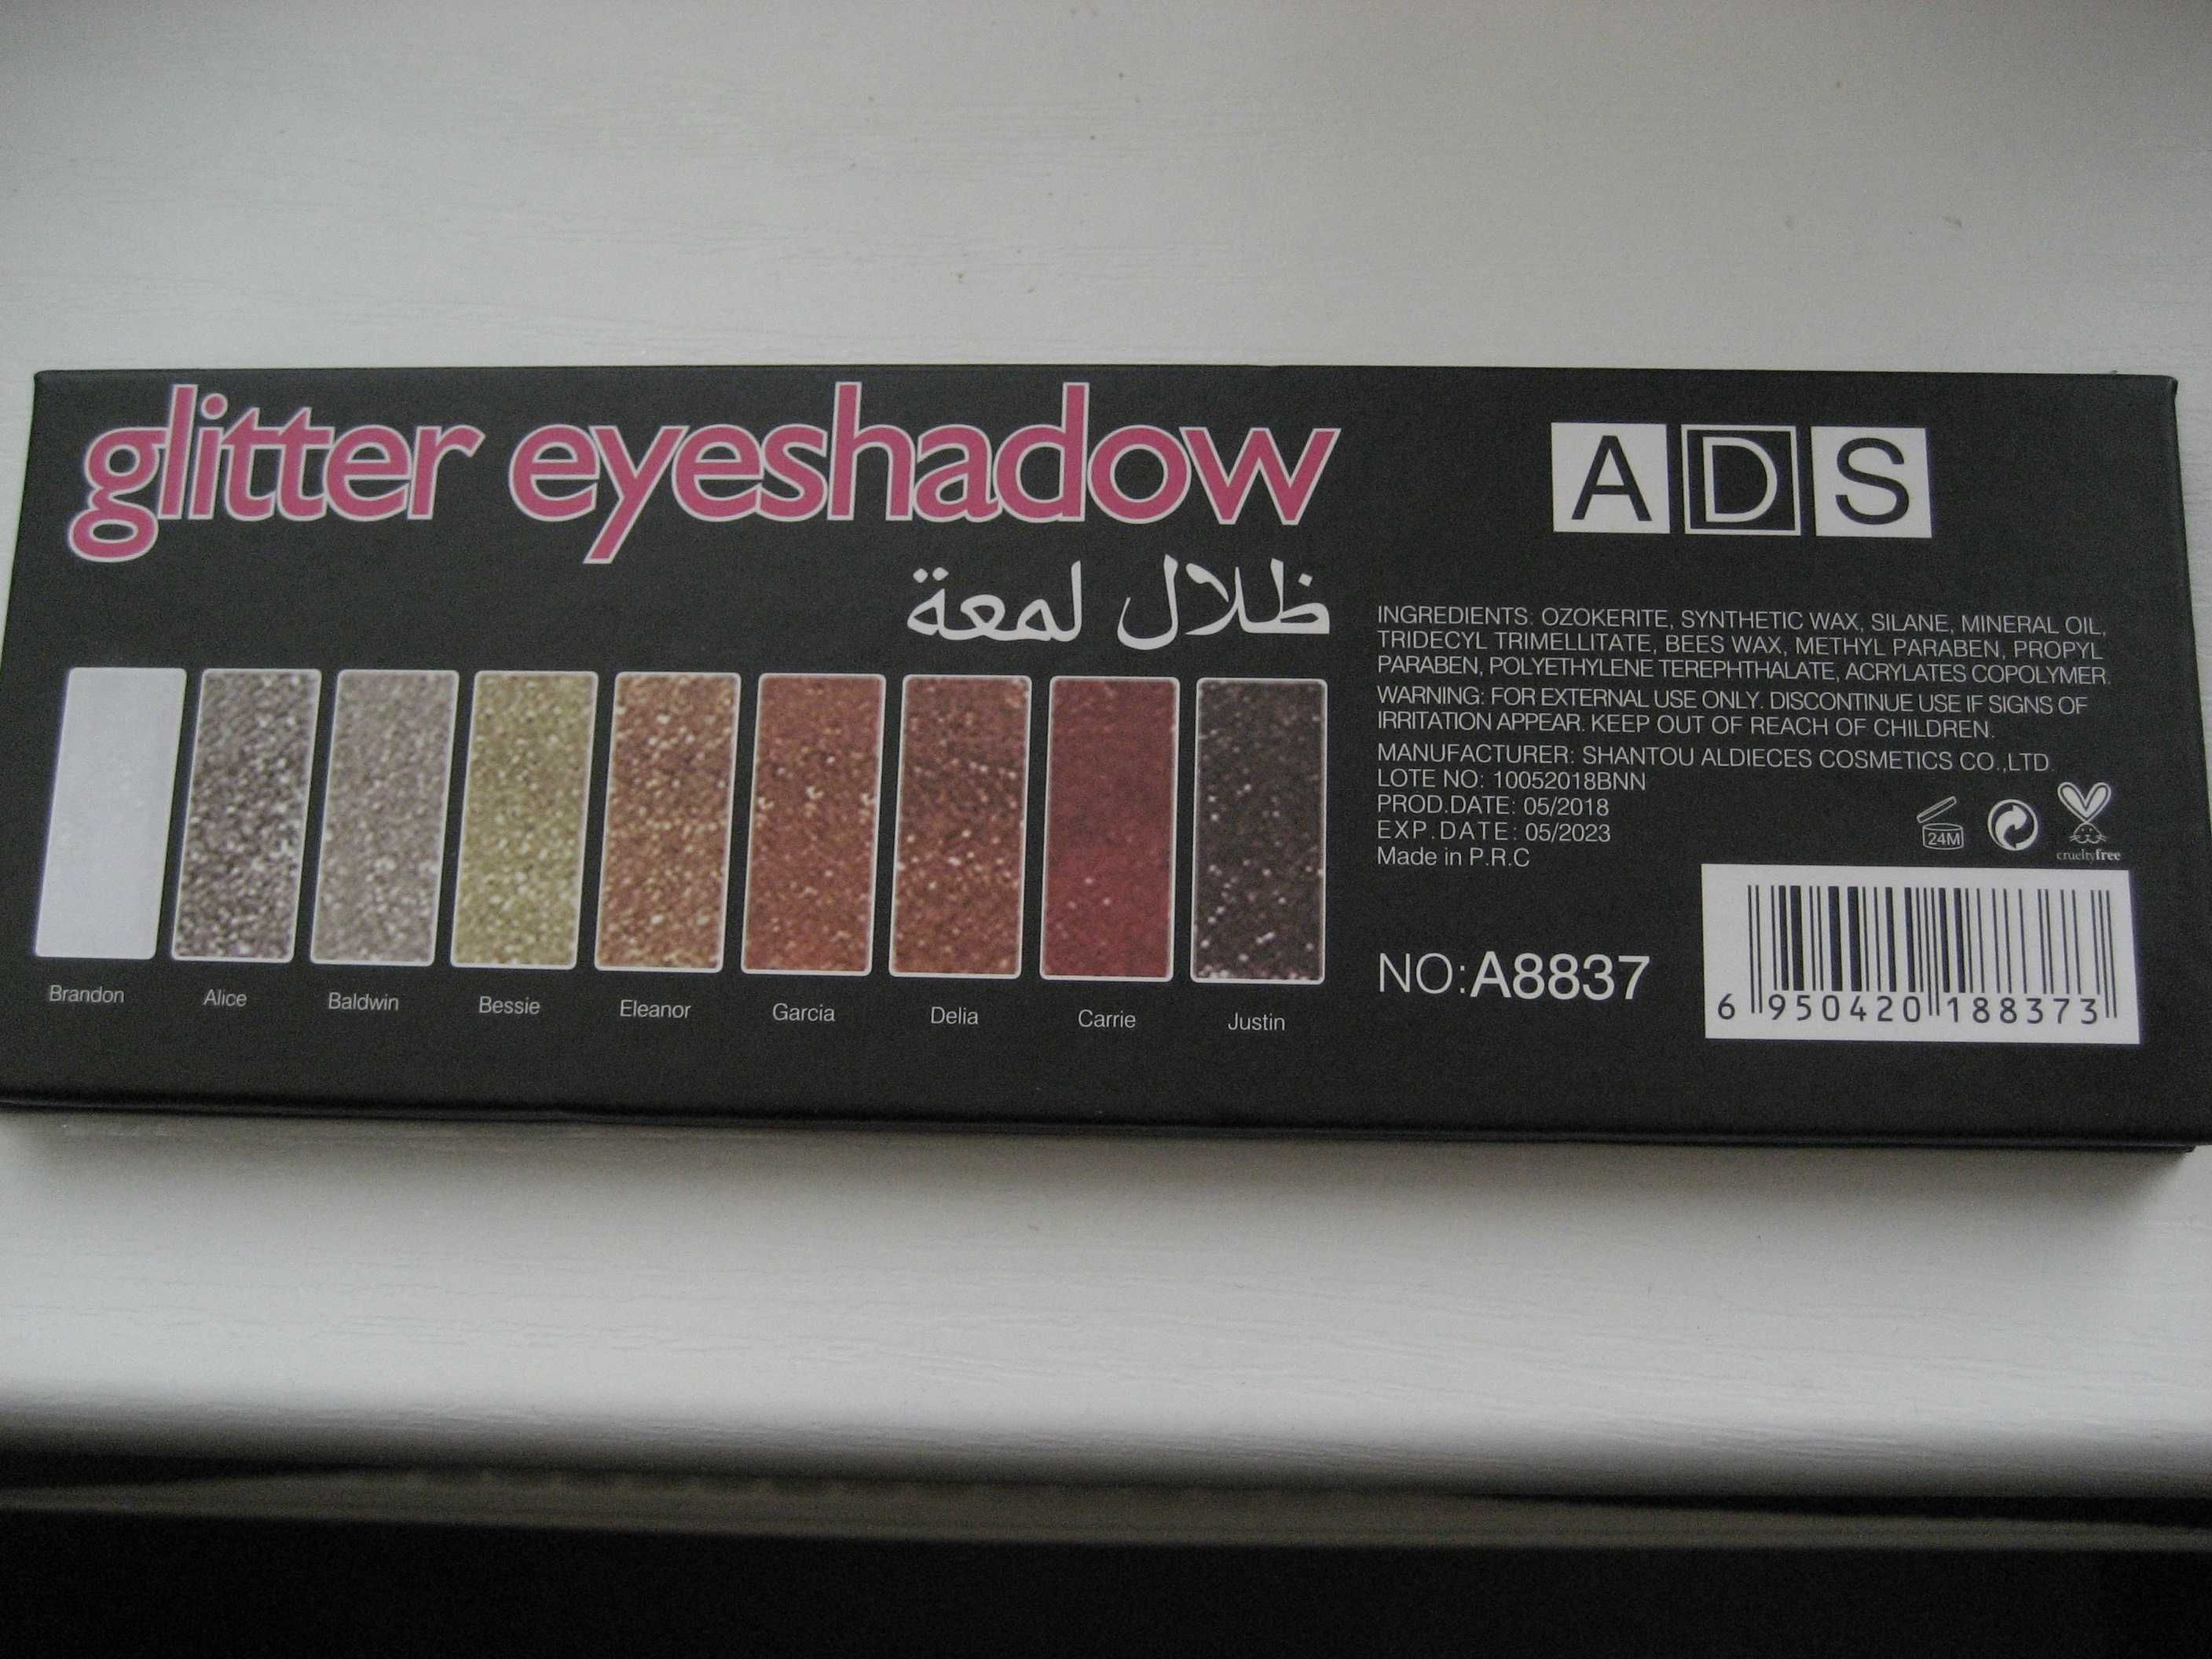 glitter eyeshadow
ظلال لمعة
Brandon
Alice
Baldwin
Bessie
Eleanor
Garcia
Delia
Carrie
Justin
ADS
INGREDIENTS: OZOKERITE, SYNTHETIC WAX, SILANE, MINERAL OIL,
TRIDECYL TRIMELLITATE, BEES WAX, METHYL PARABEN, PROPYL
PARABEN, POLYETHYLENE TEREPHTHALATE, ACRYLATES COPOLYMER.
WARNING: FOR EXTERNAL USE ONLY. DISCONTINUE USE IF SIGNS OF
IRRITATION APPEAR. KEEP OUT OF REACH OF CHILDREN.
MANUFACTURER: SHANTOU ALDIECES COSMETICS CO.,LTD.
LOTE NO: 10052018BNN
PROD.DATE: 05/2018
EXP.DATE: 05/2023
Made in P.R.C
24M
crueltyfree
NO:A8837
6 950420 188373